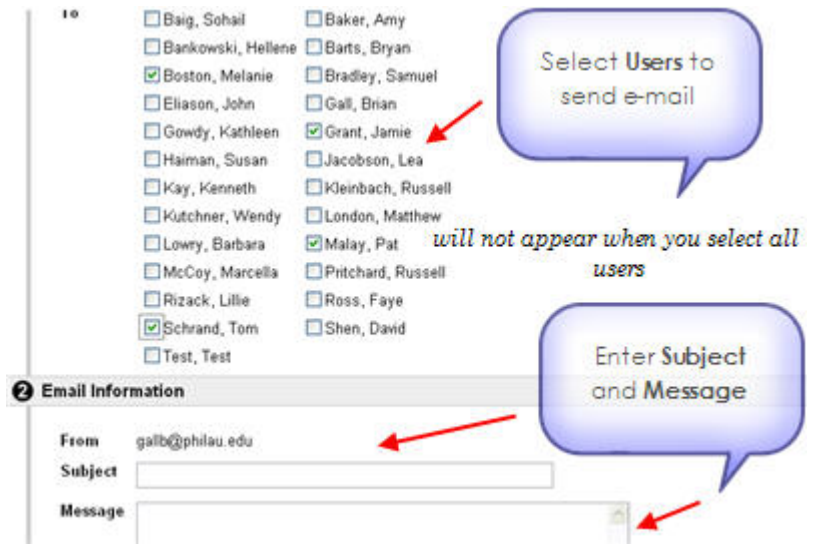 To
Baig, Sohail Baker, Amy
Bankowski, Hellene Barts, Bryan
Boston, Melanie Bradley, Samuel
Eliason, John Gall, Brian
Gowdy, Kathleen Grant, Jamie
Haiman, Susan Jacobson, Lea
Kay, Kenneth Kleinbach, Russell
Kutchner, Wendy London, Matthew
Lowry, Barbara Malay, Pat
McCoy, Marcella Pritchard, Russell
Rizack, Lillie Ross, Faye
Schrand, Tom Shen, David
Test, Test
Select Users to
send e-mail
will not appear when you select all
users
2 Email Information
Enter Subject
and Message
From gallb@philau.edu
Subject
Message